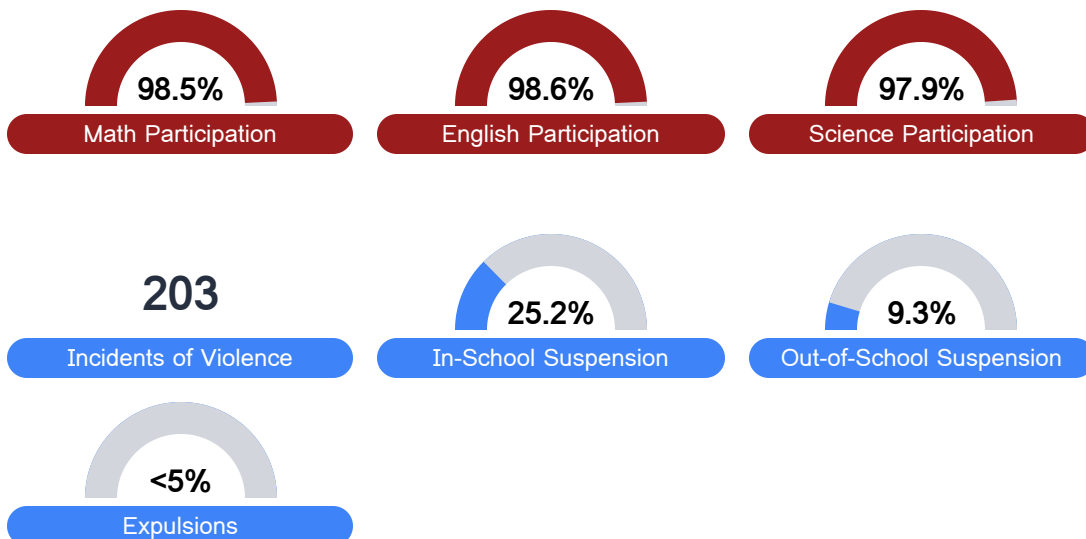 98.5%
Math Participation
98.6%
English Participation
97.9%
Science Participation
203
Incidents of Violence
25.2%
In-School Suspension
9.3%
Out-of-School Suspension
<5%
Expulsions